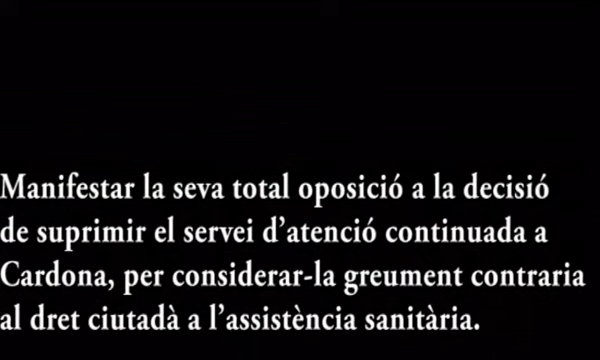 Manifestar la seva total oposició a la decisió
de suprimir el servei d’atenció continuada a
Cardona, per considerar-la greument contraria
al dret ciutadà a l’assistència sanitària.